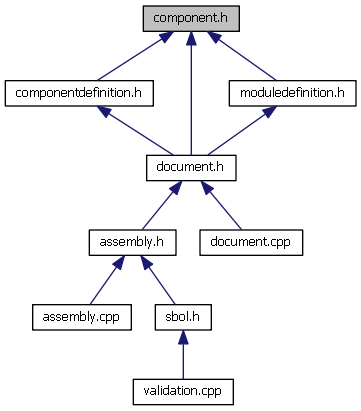 component.h
componentdefinition.h
moduledefinition.h
document.h
assembly.h
document.cpp
assembly.cpp
sbol.h
validation.cpp